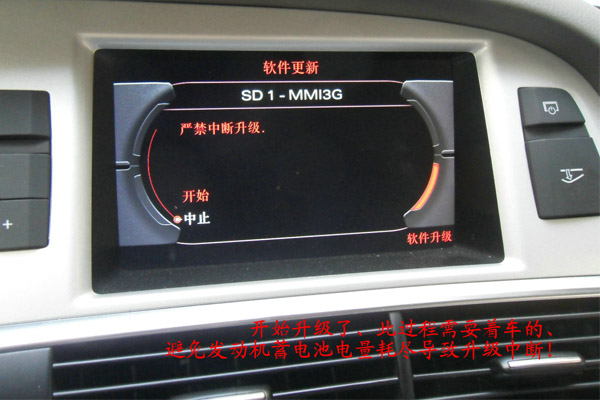 软件更新
SD 1 - MMI3G
严禁中断升级.
开始
中止
软件升级
+
开始升级了、此过程需要着车的、
避免发动机蓄电池电量耗尽导致升级中断!